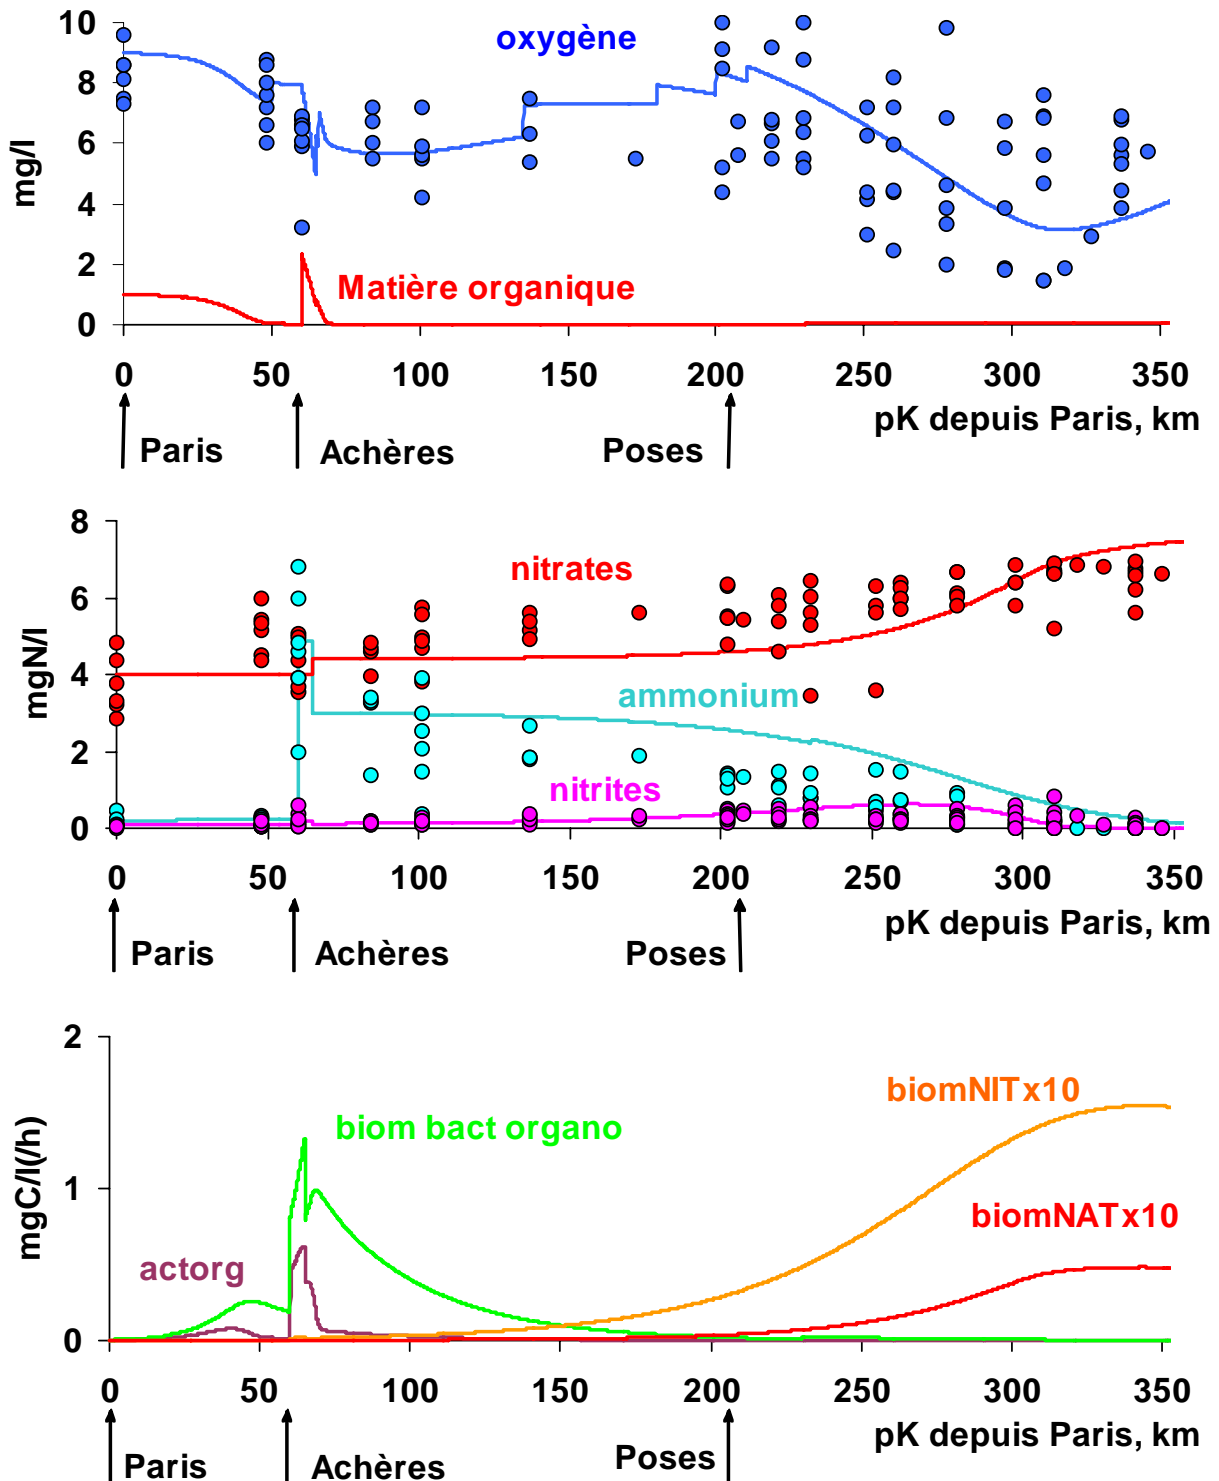 10
8
6
4
2
0
mg/l
oxygène
Matière organique
0 50 100 150 200 250 300 350
pK depuis Paris, km
Paris Achères Poses
8
6
4
2
0
mgN/l
nitrates
ammonium
nitrites
0 50 100 150 200 250 300 350
pK depuis Paris, km
Paris Achères Poses
2
1
0
mgC/l(/h)
biomNITx10
biom bact organo
biomNATx10
actorg
0 50 100 150 200 250 300 350
pK depuis Paris, km
Paris Achères Poses